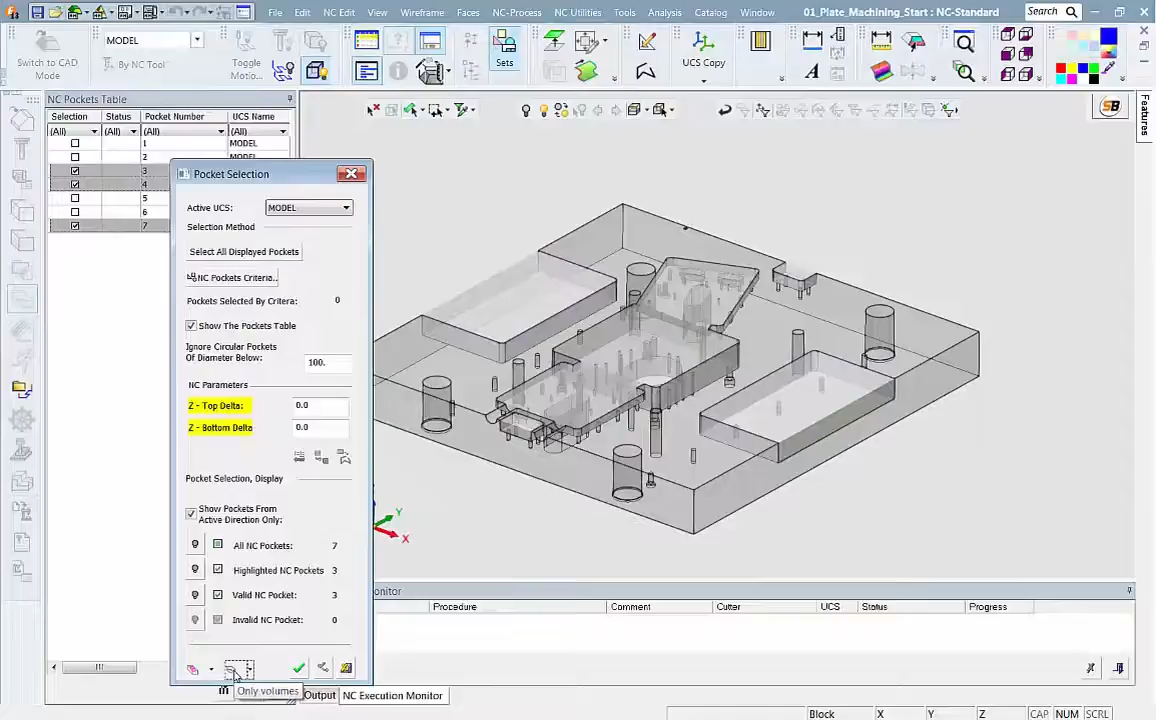 File Edit NC Edit Views Wireframe Faces NC-Process NC Utilities Tools Analysis Catalog Window 01_Plate_Machining_Start : NC-Standard Search
MODEL
By NC Tool
Switch to CAD
Mode
Toggle
Motio...
Sets
UCS Copy
NC Pockets Table
Selection Status Pocket Number UCS Name
(All) (All) (All) (All)
1 MODEL
2 MODEL
3
4
5
6
7
Features
Pocket Selection
Active UCS: MODEL
Selection Method
Select All Displayed Pockets
NC Pockets Criteria..
Pockets Selected By Critera: 0
Show The Pockets Table
Ignore Circular Pockets
Of Diameter Below: 100.
NC Parameters
Z - Top Delta: 0.0
Z - Bottom Delta 0.0
Pocket Selection, Display
Show Pockets From
Active Direction Only:
All NC Pockets: 7
Highlighted NC Pockets 3
Valid NC Pocket: 3
Invalid NC Pocket: 0
Only volumes
Y
X
onitor
Procedure Comment Cutter UCS Status Progress
Output NC Execution Monitor
Block X Y Z CAP NUM SCRL